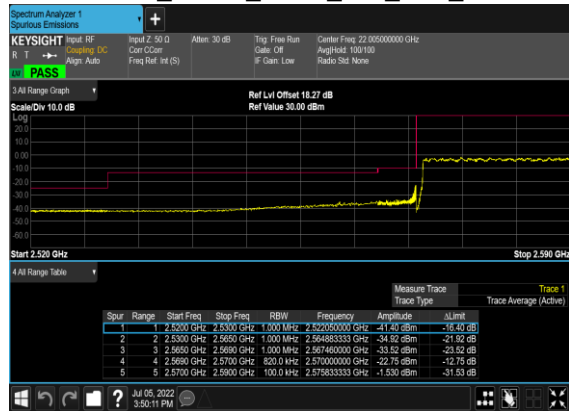 Spectrum Analyzer 1
Spurious Emissions
KEYSIGHT Input: RF Input Z: 50 Ω Atten: 30 dB Trig: Free Run Center Freq: 22.005000000 GHz
R T Coupling: DC Corr CCorr Gate: Off Avg|Hold: 100/100
Align: Auto Freq Ref: Int (S) IF Gain: Low Radio Std: None
PASS
3 All Range Graph
Ref Lvl Offset 18.27 dB
Scale/Div 10.0 dB Ref Value 30.00 dBm
Log
20.0
10.0
0.00
-10.0
-20.0
-30.0
-40.0
-50.0
-60.0
Start 2.520 GHz Stop 2.590 GHz
4 All Range Table
Measure Trace Trace 1
Trace Type Trace Average (Active)
Spur Range Start Freq Stop Freq RBW Frequency Amplitude ΔLimit
1 1 2.5200 GHz 2.5300 GHz 1.000 MHz 2.522050000 GHz -41.40 dBm -16.40 dB
2 2 2.5300 GHz 2.5650 GHz 1.000 MHz 2.564883333 GHz -34.92 dBm -21.92 dB
3 3 2.5650 GHz 2.5690 GHz 1.000 MHz 2.567460000 GHz -33.52 dBm -23.52 dB
4 4 2.5690 GHz 2.5700 GHz 820.0 kHz 2.570000000 GHz -22.75 dBm -12.75 dB
5 5 2.5700 GHz 2.5900 GHz 100.0 kHz 2.575833333 GHz -1.530 dBm -31.53 dB
? Jul 05, 2022
3:50:11 PM